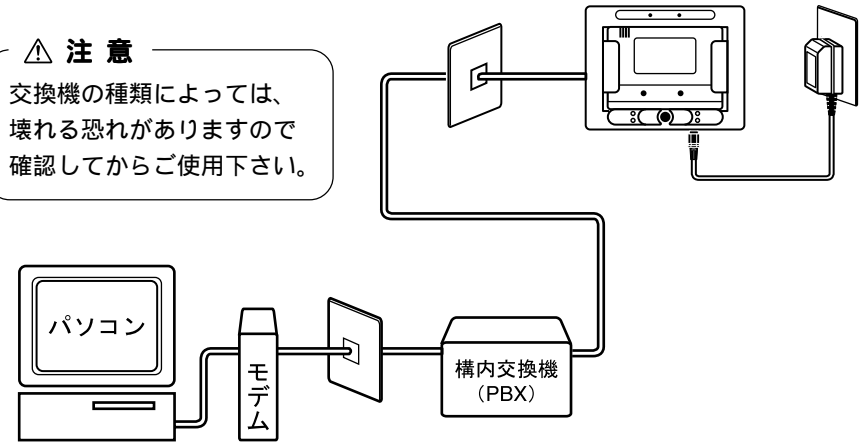 ⚠ 注 意
交換機の種類によっては、
壊れる恐れがありますので
確認してからご使用下さい。
パソコン
モデム
構内交換機
（PBX）